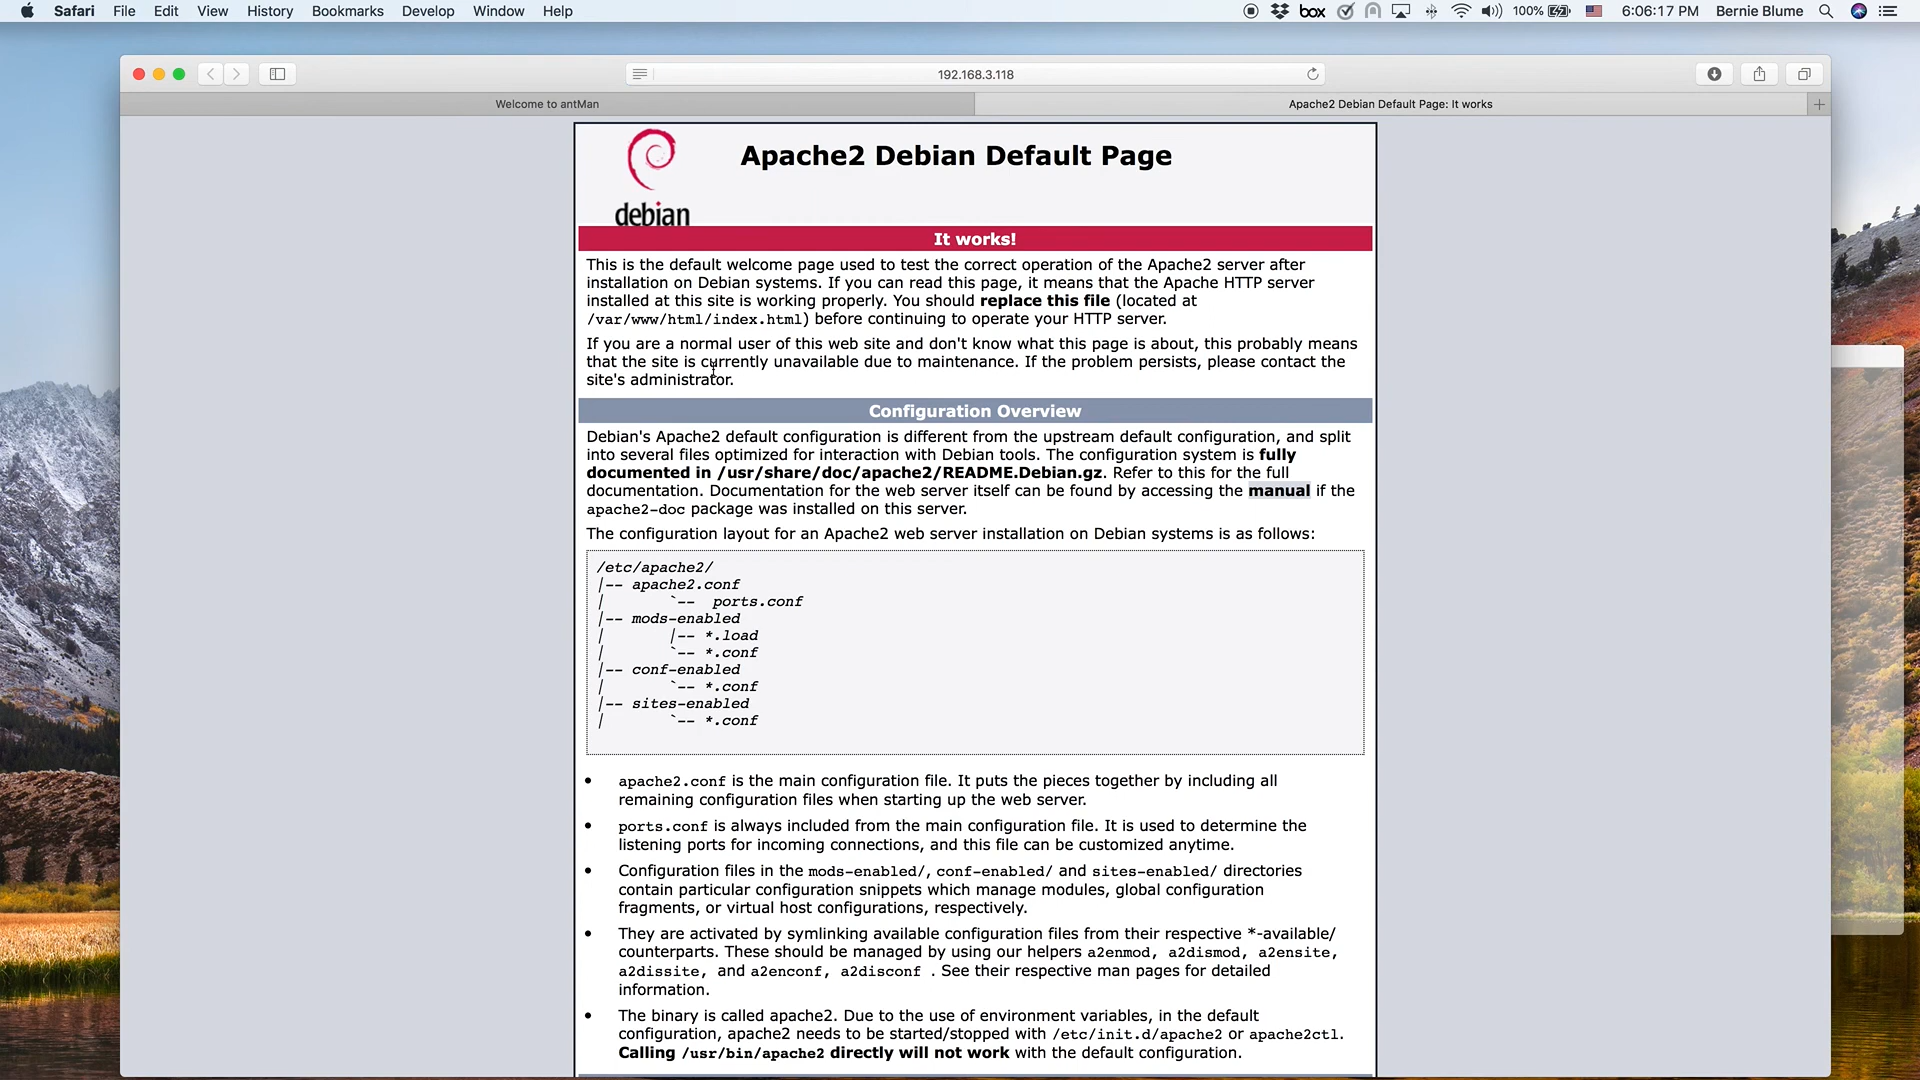 Safari File Edit View History Bookmarks Develop Window Help
box 100% 6:06:17 PM Bernie Blume
192.168.3.118
Welcome to antMan
Apache2 Debian Default Page: It works
debian
Apache2 Debian Default Page
It works!
This is the default welcome page used to test the correct operation of the Apache2 server after
installation on Debian systems. If you can read this page, it means that the Apache HTTP server
installed at this site is working properly. You should replace this file (located at
/var/www/html/index.html) before continuing to operate your HTTP server.
If you are a normal user of this web site and don't know what this page is about, this probably means
that the site is currently unavailable due to maintenance. If the problem persists, please contact the
site's administrator.
Configuration Overview
Debian's Apache2 default configuration is different from the upstream default configuration, and split
into several files optimized for interaction with Debian tools. The configuration system is fully
documented in /usr/share/doc/apache2/README.Debian.gz. Refer to this for the full
documentation. Documentation for the web server itself can be found by accessing the manual if the
apache2-doc package was installed on this server.
The configuration layout for an Apache2 web server installation on Debian systems is as follows:
/etc/apache2/
|-- apache2.conf
|       `--  ports.conf
|-- mods-enabled
|       |-- *.load
|       `-- *.conf
|-- conf-enabled
|       `-- *.conf
|-- sites-enabled
|       `-- *.conf
• apache2.conf is the main configuration file. It puts the pieces together by including all
remaining configuration files when starting up the web server.
• ports.conf is always included from the main configuration file. It is used to determine the
listening ports for incoming connections, and this file can be customized anytime.
• Configuration files in the mods-enabled/, conf-enabled/ and sites-enabled/ directories
contain particular configuration snippets which manage modules, global configuration
fragments, or virtual host configurations, respectively.
• They are activated by symlinking available configuration files from their respective *-available/
counterparts. These should be managed by using our helpers a2enmod, a2dismod, a2ensite,
a2dissite, and a2enconf, a2disconf . See their respective man pages for detailed
information.
• The binary is called apache2. Due to the use of environment variables, in the default
configuration, apache2 needs to be started/stopped with /etc/init.d/apache2 or apache2ctl.
Calling /usr/bin/apache2 directly will not work with the default configuration.